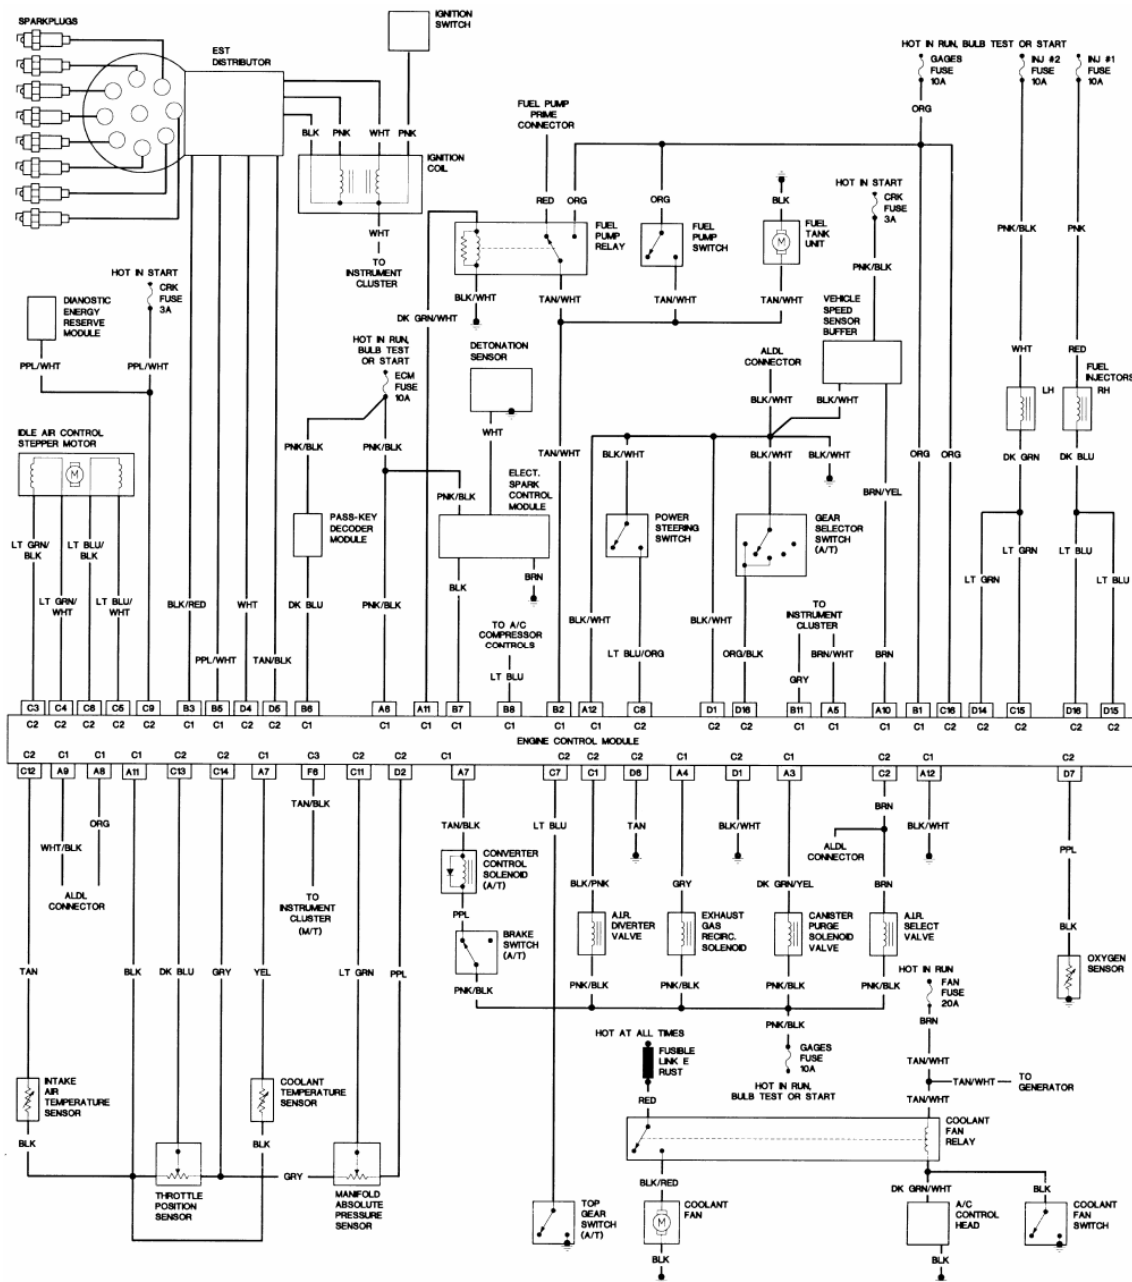 SPARKPLUGS
EST
DISTRIBUTOR
IGNITION
SWITCH
BLK
PNK
WHT
PNK
IGNITION
COIL
WHT
TO
INSTRUMENT
CLUSTER
FUEL PUMP
PRIME
CONNECTOR
RED
ORG
FUEL
PUMP
RELAY
ORG
FUEL
PUMP
SWITCH
BLK
FUEL
TANK
UNIT
M
HOT IN START
CRK
FUSE
3A
PNK/BLK
VEHICLE
SPEED
SENSOR
BUFFER
HOT IN RUN, BULB TEST OR START
GAGES
FUSE
10A
INJ #2
FUSE
10A
INJ #1
FUSE
10A
ORG
PNK/BLK
PNK
WHT
RED
FUEL
INJECTORS
LH
RH
DK GRN
DK BLU
HOT IN START
CRK
FUSE
3A
DIANOSTIC
ENERGY
RESERVE
MODULE
PPL/WHT
PPL/WHT
BLK/WHT
TAN/WHT
TAN/WHT
TAN/WHT
DK GRN/WHT
HOT IN RUN,
BULB TEST
OR START
ECM
FUSE
10A
DETONATION
SENSOR
WHT
ALDL
CONNECTOR
BLK/WHT
BLK/WHT
IDLE AIR CONTROL
STEPPER MOTOR
M
PNK/BLK
PNK/BLK
PNK/BLK
ELECT.
SPARK
CONTROL
MODULE
TAN/WHT
BLK/WHT
BLK/WHT
BLK/WHT
BRN/YEL
ORG
ORG
PASS-KEY
DECODER
MODULE
POWER
STEERING
SWITCH
GEAR
SELECTOR
SWITCH
(A/T)
LT GRN/
BLK
LT BLU/
BLK
LT GRN/
WHT
LT BLU/
WHT
BLK/RED
PPL/WHT
WHT
TAN/BLK
DK BLU
PNK/BLK
BLK
BRN
TO A/C
COMPRESSOR
CONTROLS
LT BLU
BLK/WHT
LT BLU/ORG
BLK/WHT
ORG/BLK
TO
INSTRUMENT
CLUSTER
GRY
BRN/WHT
BRN
LT GRN
LT GRN
LT BLU
LT BLU
C3 C4 C6 C5 C9 B3 B5 D4 D5 B6 A6 A11 B7 B8 B2 A12 C8 D1 D16 B11 A5 A10 B1 C16 D14 C15 D16 D15
C2 C2 C2 C2 C2 C1 C1 C2 C2 C1 C1 C1 C1 C1 C1 C1 C2 C2 C2 C1 C1 C1 C1 C2 C2 C2 C2 C2
ENGINE CONTROL MODULE
C2 C1 C1 C1 C2 C2 C1 C3 C2 C2 C1 C2 C2 C2 C1 C2 C1 C2 C1 C2
C12 A9 A8 A11 C13 C14 A7 F6 C11 D2 A7 C7 C1 D6 A4 D1 A3 C2 A12 D7
WHT/BLK
ORG
ALDL
CONNECTOR
TAN/BLK
TO
INSTRUMENT
CLUSTER
(M/T)
TAN/BLK
CONVERTER
CONTROL
SOLENOID
(A/T)
PPL
BRAKE
SWITCH
(A/T)
PNK/BLK
LT BLU
BLK/PNK
TAN
GRY
BLK/WHT
DK GRN/YEL
BRN
ALDL
CONNECTOR
BRN
BLK/WHT
PPL
A.I.R.
DIVERTER
VALVE
EXHAUST
GAS
RECIRC.
SOLENOID
CANISTER
PURGE
SOLENOID
VALVE
A.I.R.
SELECT
VALVE
BLK
OXYGEN
SENSOR
PNK/BLK
PNK/BLK
PNK/BLK
PNK/BLK
TAN
BLK
DK BLU
GRY
YEL
LT GRN
PPL
HOT IN RUN
FAN
FUSE
20A
BRN
TAN/WHT
TAN/WHT
TO
GENERATOR
TAN/WHT
PNK/BLK
GAGES
FUSE
10A
HOT IN RUN,
BULB TEST OR START
HOT AT ALL TIMES
FUSIBLE
LINK E
RUST
RED
COOLANT
FAN
RELAY
INTAKE
AIR
TEMPERATURE
SENSOR
BLK
COOLANT
TEMPERATURE
SENSOR
BLK
GRY
THROTTLE
POSITION
SENSOR
MANIFOLD
ABSOLUTE
PRESSURE
SENSOR
TOP
GEAR
SWITCH
(A/T)
BLK/RED
COOLANT
FAN
M
BLK
DK GRN/WHT
A/C
CONTROL
HEAD
BLK
BLK
COOLANT
FAN
SWITCH